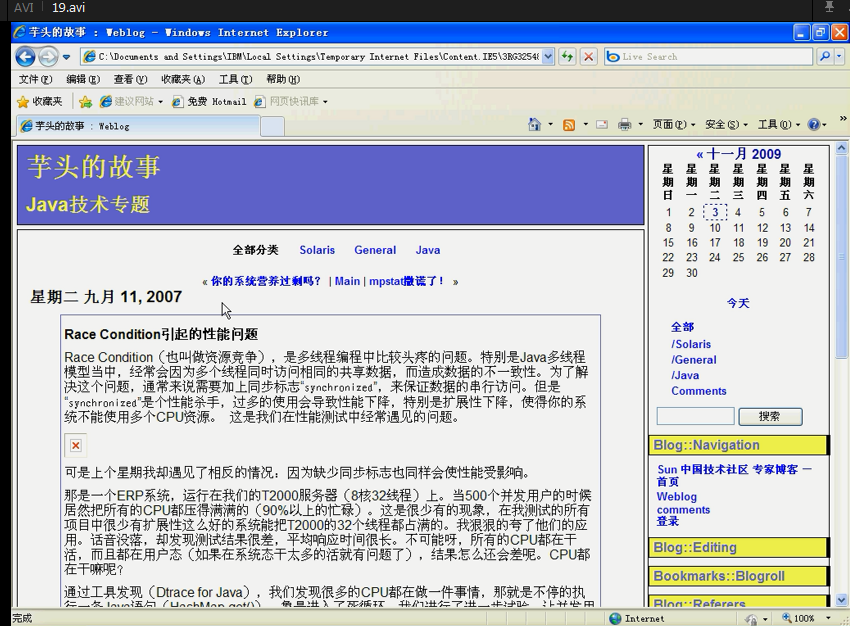 AVI 19.avi
芋头的故事 : Weblog - Windows Internet Explorer
C:\Documents and Settings\IBM\Local Settings\Temporary Internet Files\Content.IE5\3RG3254
Live Search
文件(F) 编辑(E) 查看(V) 收藏夹(A) 工具(T) 帮助(H)
收藏夹 建议网站 免费 Hotmail 网页快讯库
芋头的故事 : Weblog
页面(P) 安全(S) 工具(O)
芋头的故事
Java技术专题
全部分类 Solaris General Java
« 你的系统营养过剩吗? | Main | mpstat撒谎了! »
星期二 九月 11, 2007
Race Condition引起的性能问题
Race Condition(也叫做资源竞争),是多线程编程中比较头疼的问题。特别是Java多线程
模型当中,经常会因为多个线程同时访问相同的共享数据,而造成数据的不一致性。为了解
决这个问题,通常来说需要加上同步标志“synchronized”,来保证数据的串行访问。但是
“synchronized”是个性能杀手,过多的使用会导致性能下降,特别是扩展性下降,使得你的系
统不能使用多个CPU资源。 这是我们在性能测试中经常遇见的问题。
可是上个星期我却遇见了相反的情况:因为缺少同步标志也同样会使性能受影响。
那是一个ERP系统,运行在我们的T2000服务器(8核32线程)上。当500个并发用户的时候
居然把所有的CPU都压得满满的(90%以上的忙碌)。这是很少有的现象,在我测试的所有
项目中很少有扩展性这么好的系统能把T2000的32个线程都占满的。我狠狠的夸了他们的应
用。话音没落,却发现测试结果很差,平均响应时间很长。不可能呀,所有的CPU都在干
活,而且都在用户态(如果在系统态干太多的活就有问题了),结果怎么还会差呢。CPU都
在干嘛呢?
通过工具发现(Dtrace for Java),我们发现很多的CPU都在做一件事情,那就是不停的执
行一条Java语句(HashMap.get()),象是进入了死循环。我们进行了进一步试验,让并发用
« 十一月 2009
星期日 星期一 星期二 星期三 星期四 星期五 星期六
1 2 3 4 5 6 7
8 9 10 11 12 13 14
15 16 17 18 19 20 21
22 23 24 25 26 27 28
29 30
今天
全部
/Solaris
/General
/Java
Comments
搜索
Blog::Navigation
Sun 中国技术社区 专家博客 一
首页
Weblog
comments
登录
Blog::Editing
Bookmarks::Blogroll
Blog::Referers
完成 Internet 100%